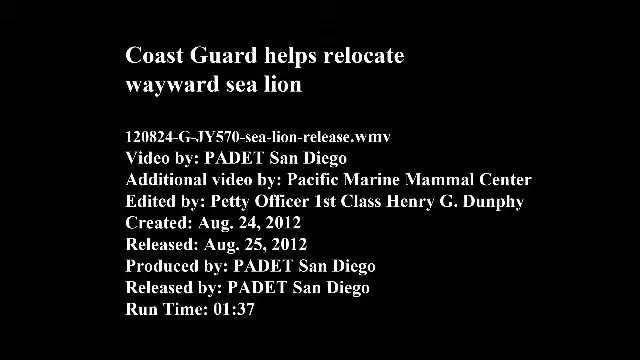 Coast Guard helps relocate
wayward sea lion
120824-G-JY570-sea-lion-release.wmv
Video by: PADET San Diego
Additional video by: Pacific Marine Mammal Center
Edited by: Petty Officer 1st Class Henry G. Dunphy
Created: Aug. 24, 2012
Released: Aug. 25, 2012
Produced by: PADET San Diego
Released by: PADET San Diego
Run Time: 01:37